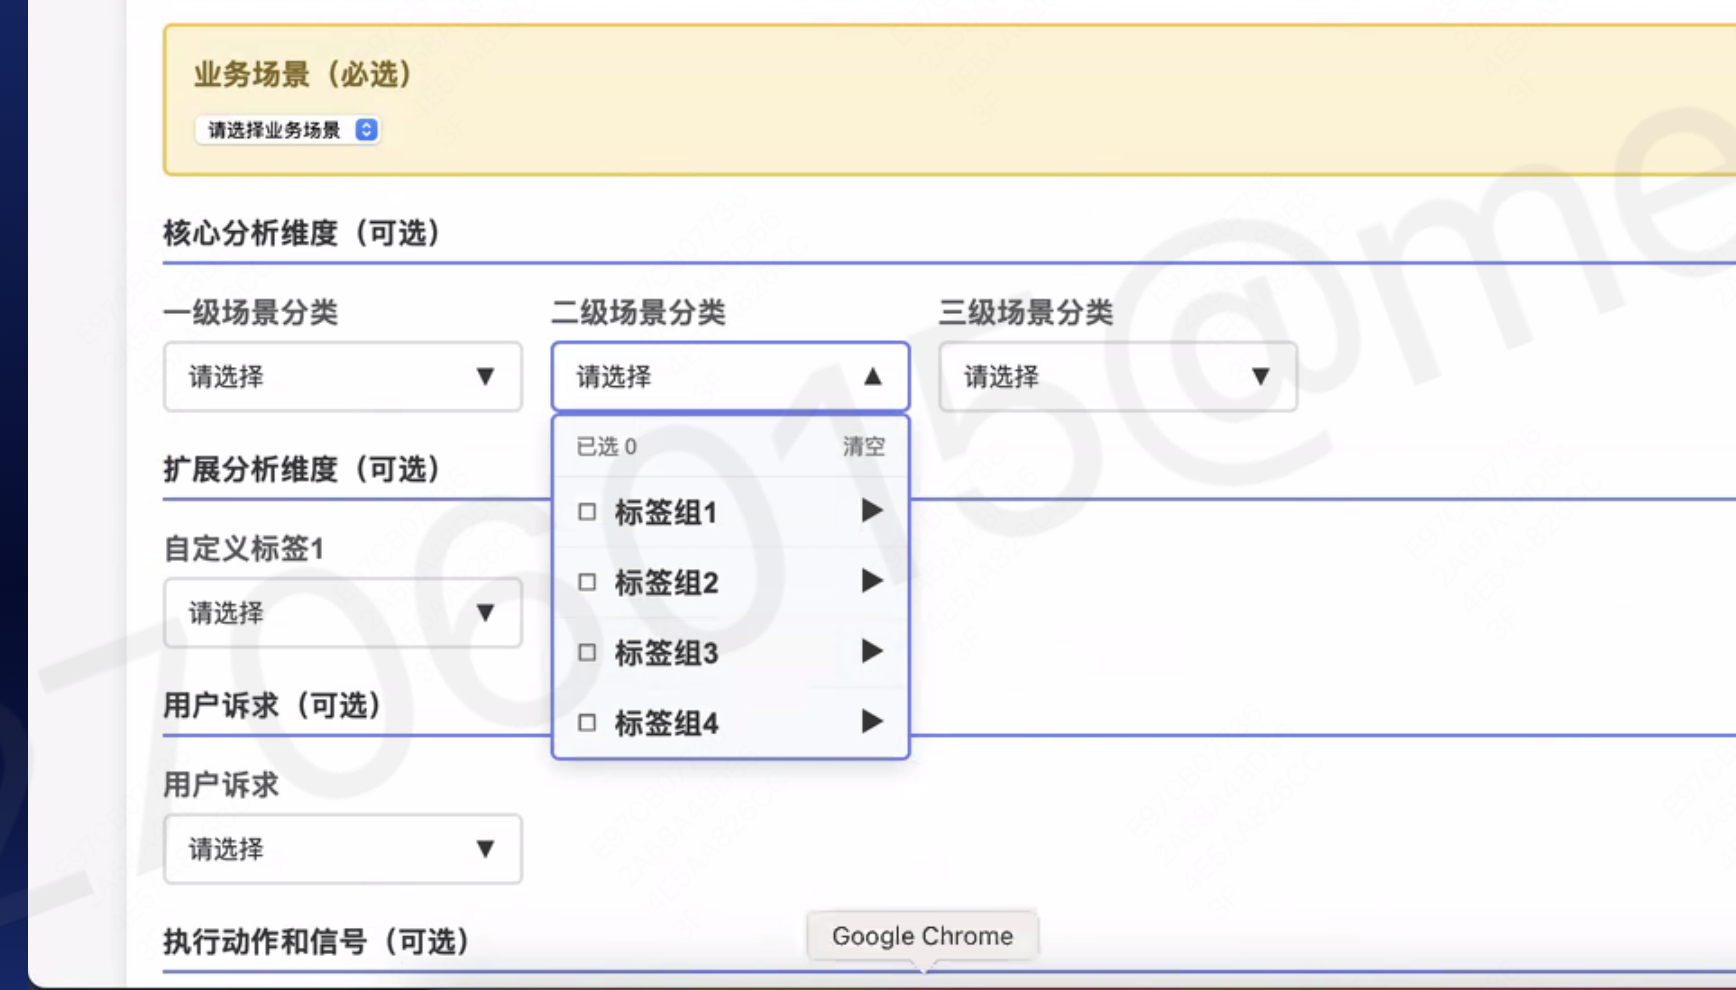 业务场景（必选）
请选择业务场景
核心分析维度（可选）
一级场景分类 二级场景分类 三级场景分类
请选择 ▼ 请选择 ▲ 请选择 ▼
已选 0 清空
扩展分析维度（可选）
标签组1 ▶
自定义标签1
标签组2 ▶
请选择 ▼
标签组3 ▶
用户诉求（可选）
标签组4 ▶
用户诉求
请选择 ▼
执行动作和信号（可选）
Google Chrome
2706015@me